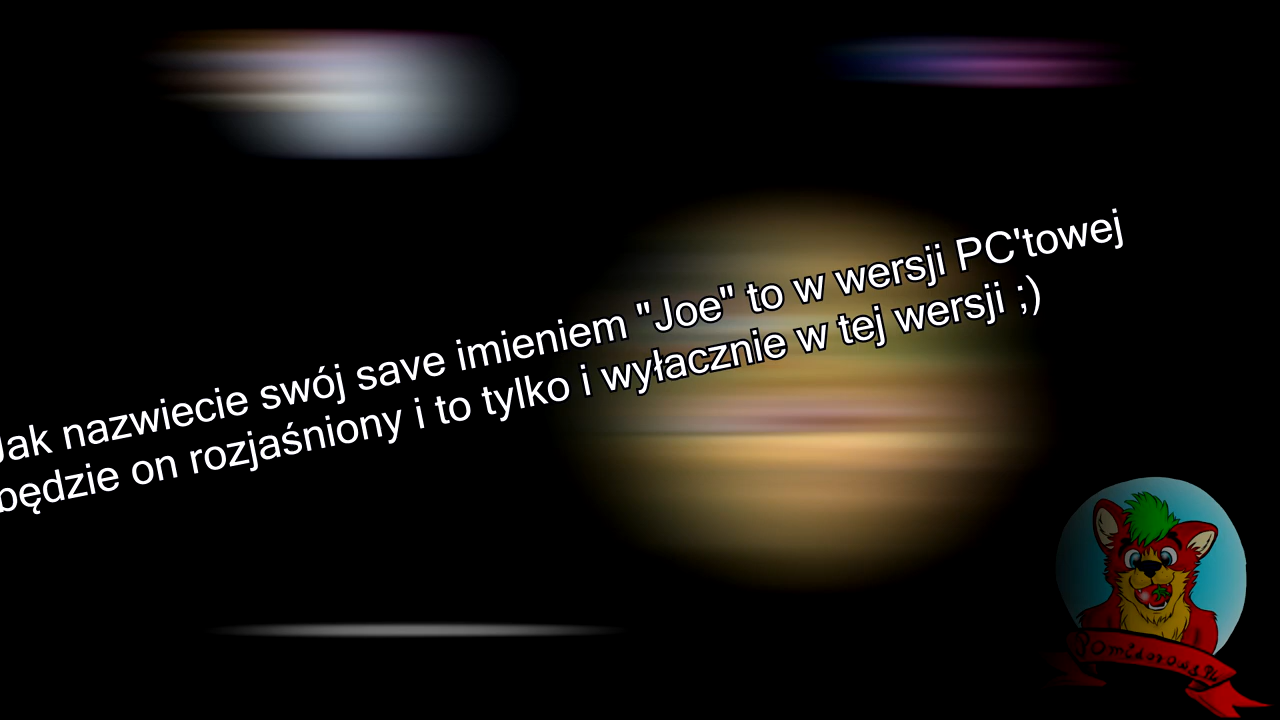 Jak nazwiecie swój save imieniem "Joe" to w wersji PC'towej
będzie on rozjaśniony i to tylko i wyłacznie w tej wersji ;)